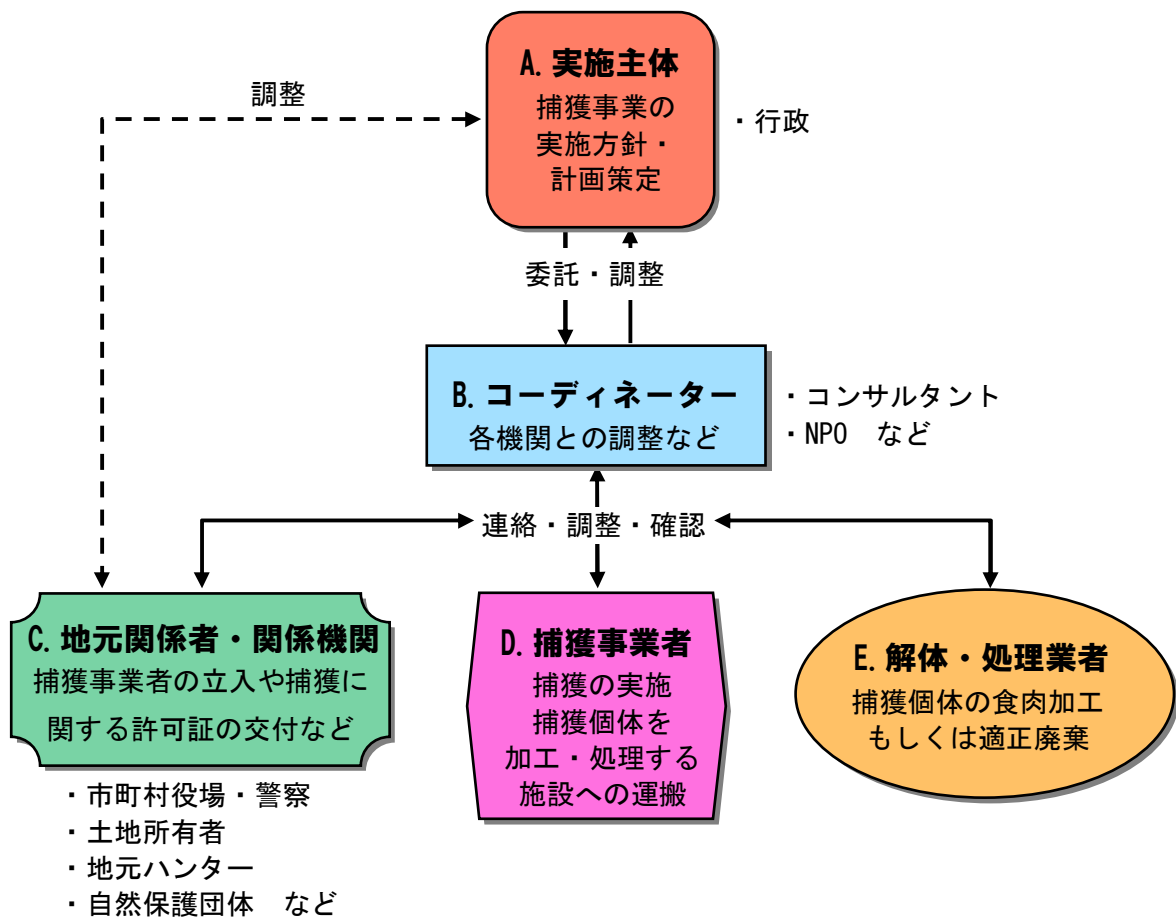 A. 実施主体
捕獲事業の
実施方針・
計画策定
・行政
調整
委託・調整
B. コーディネーター
各機関との調整など
・コンサルタント
・NPO　など
連絡・調整・確認
C. 地元関係者・関係機関
捕獲事業者の立入や捕獲に
関する許可証の交付など
・市町村役場・警察
・土地所有者
・地元ハンター
・自然保護団体　など
D. 捕獲事業者
捕獲の実施
捕獲個体を
加工・処理する
施設への運搬
E. 解体・処理業者
捕獲個体の食肉加工
もしくは適正廃棄